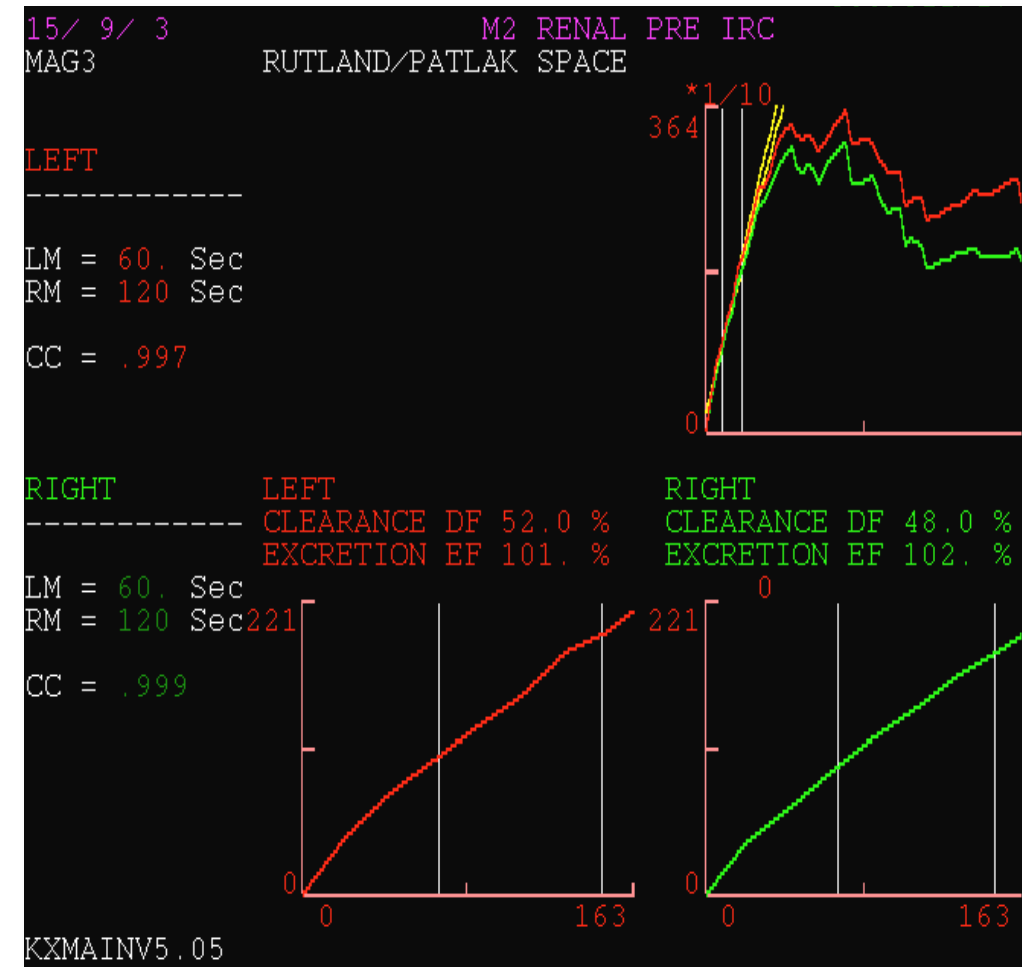 15/ 9/ 3 M2 RENAL PRE IRC
MAG3 RUTLAND/PATLAK SPACE
*1/10
364
LEFT
------------
LM = 60. Sec
RM = 120 Sec
CC = .997
0
RIGHT LEFT RIGHT
------------ CLEARANCE DF 52.0 % CLEARANCE DF 48.0 %
EXCRETION EF 101. % EXCRETION EF 102. %
LM = 60. Sec 0
RM = 120 Sec 221 221
CC = .999
0 0
0 163 0 163
KXMAINV5.05